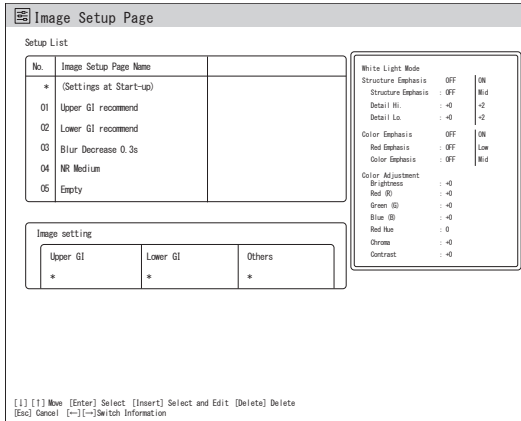 Image Setup Page
Setup List
No. Image Setup Page Name
* (Settings at Start-up)
01 Upper GI recommend
02 Lower GI recommend
03 Blur Decrease 0.3s
04 NR Medium
05 Empty
Image setting
Upper GI Lower GI Others
* * *
White Light Mode
Structure Emphasis OFF ON
Structure Emphasis : OFF Mid
Detail Hi. : +0 +2
Detail Lo. : +0 +2
Color Emphasis OFF ON
Red Emphasis : OFF Low
Color Emphasis : OFF Mid
Color Adjustment
Brightness : +0
Red (R) : +0
Green (G) : +0
Blue (B) : +0
Red Hue : 0
Chroma : +0
Contrast : +0
[↓] [↑] Move [Enter] Select [Insert] Select and Edit [Delete] Delete
[Esc] Cancel [←][→]Switch Information